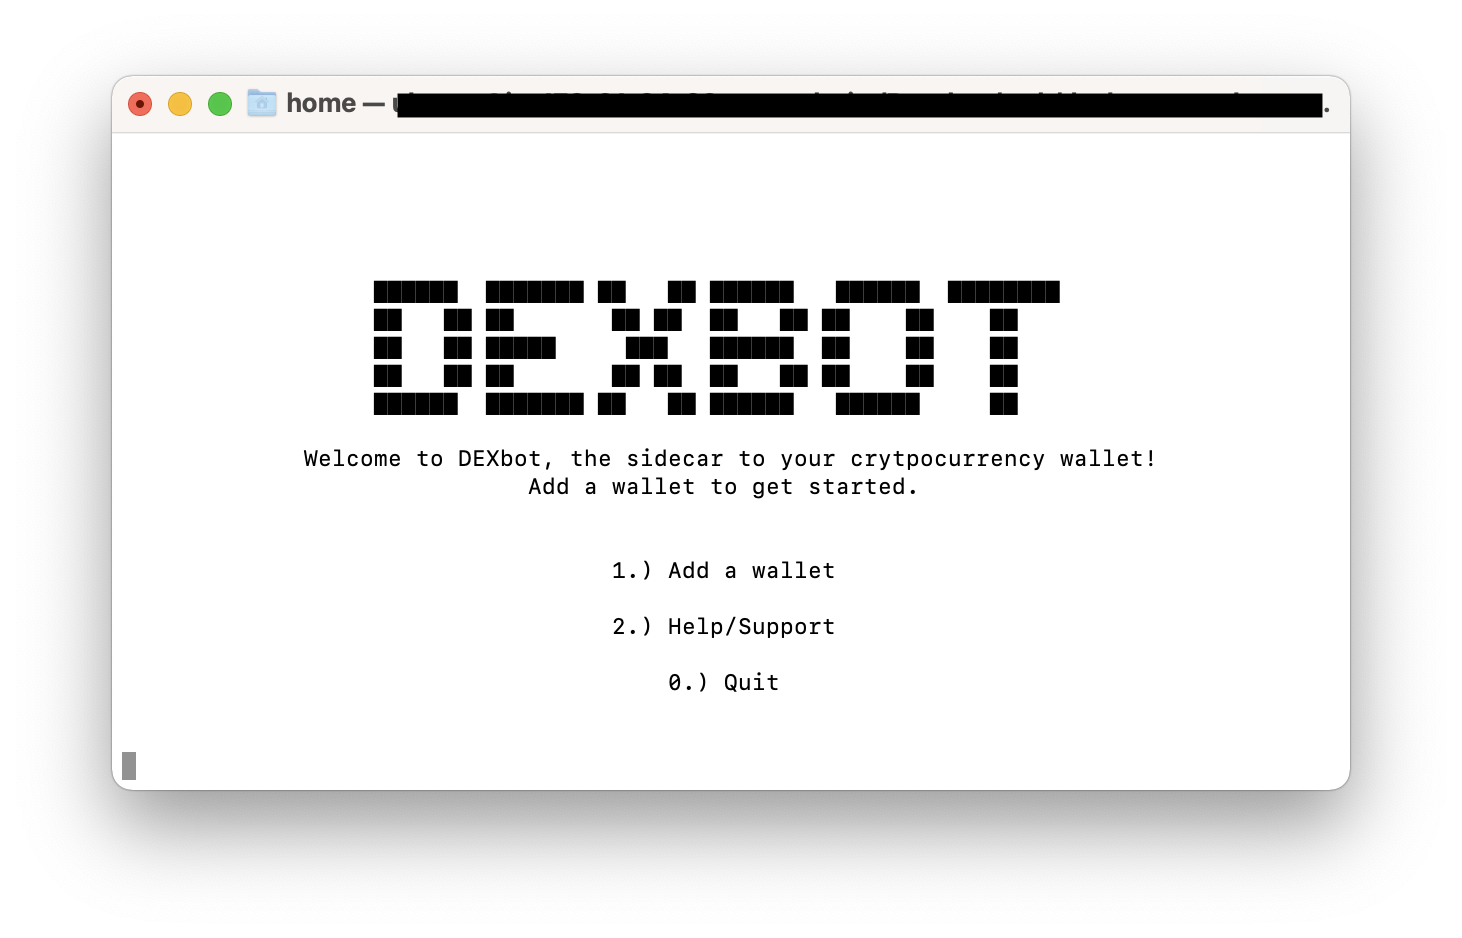 home —
DEXBOT
Welcome to DEXbot, the sidecar to your crytpocurrency wallet!
Add a wallet to get started.
1.) Add a wallet
2.) Help/Support
0.) Quit